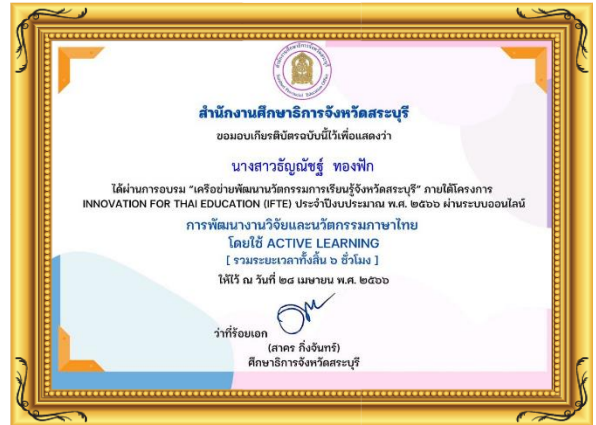 สำนักงานศึกษาธิการจังหวัดสระบุรี
ขอมอบเกียรติบัตรฉบับนี้ไว้เพื่อแสดงว่า
นางสาวธัญณัชฐ์ ทองฟัก
ได้ผ่านการอบรม “เครือข่ายพัฒนานวัตกรรมการเรียนรู้จังหวัดสระบุรี” ภายใต้โครงการ
INNOVATION FOR THAI EDUCATION (IFTE) ประจำปีงบประมาณ พ.ศ. ๒๕๖๖ ผ่านระบบออนไลน์
การพัฒนางานวิจัยและนวัตกรรมภาษาไทย
โดยใช้ ACTIVE LEARNING
[ รวมระยะเวลาทั้งสิ้น ๖ ชั่วโมง ]
ให้ไว้ ณ วันที่ ๒๘ เมษายน พ.ศ. ๒๕๖๖
ว่าที่ร้อยเอก
(สาคร กิ่งจันทร์)
ศึกษาธิการจังหวัดสระบุรี